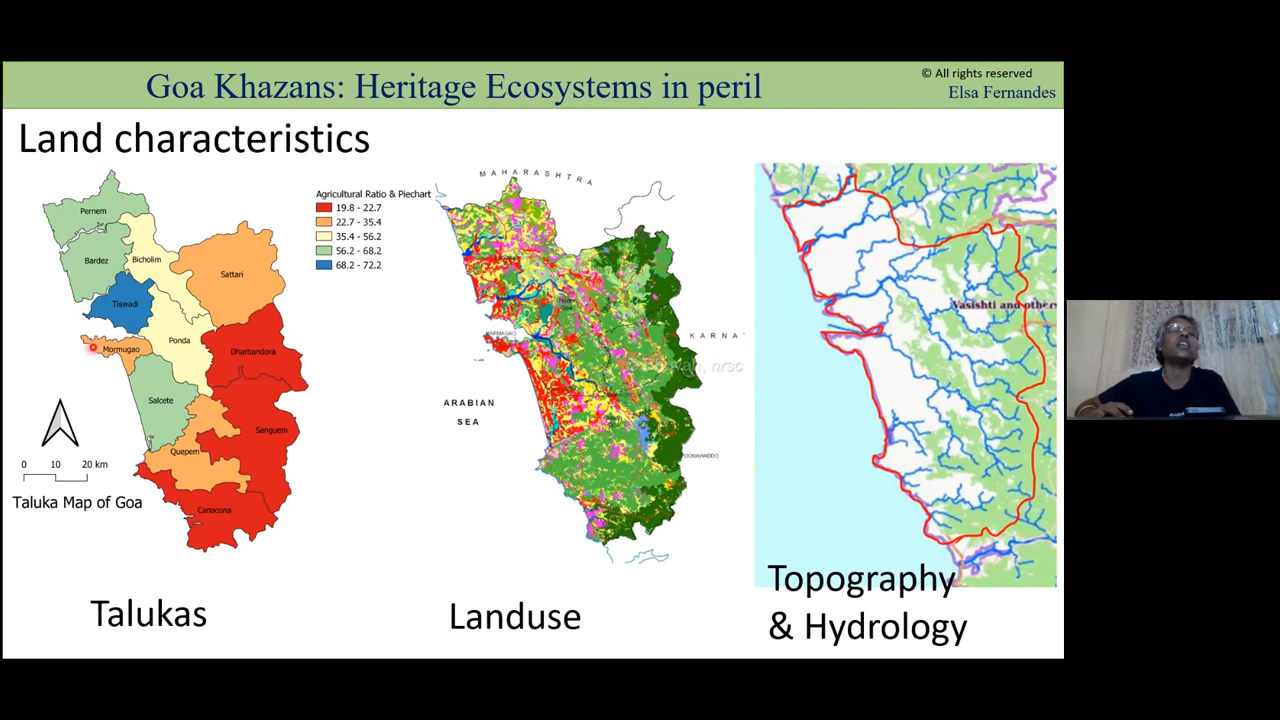 Goa Khazans: Heritage Ecosystems in peril
© All rights reserved
Elsa Fernandes
Land characteristics
Pernem
Bardez
Bicholim
Sattari
Tiswadi
Ponda
Mormugao
Dharbandora
Salcete
Sanguem
Quepem
Canacona
0 10 20 km
Taluka Map of Goa
Agricultural Ratio & Piechart
19.8 - 22.7
22.7 - 35.4
35.4 - 56.2
56.2 - 68.2
68.2 - 72.2
MAHARASHTRA
MARMAGAO
KARNA
nrsc
ARABIAN
SEA
Vasishti and others
Talukas
Landuse
Topography
& Hydrology